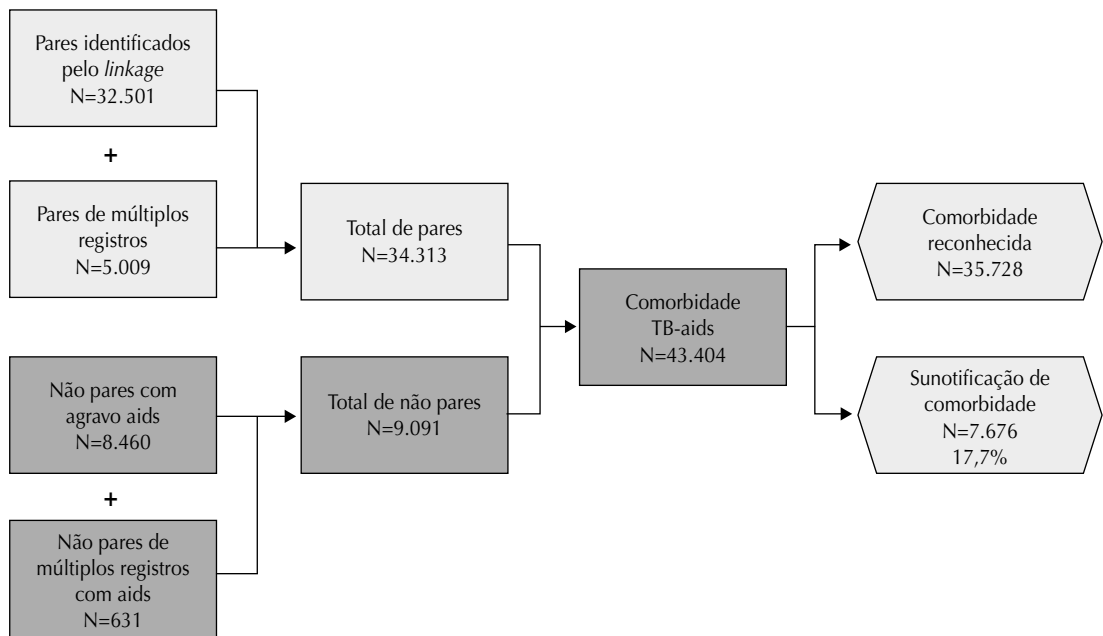 Pares identificados
pelo linkage
N=32.501
+
Pares de múltiplos
registros
N=5.009
Total de pares
N=34.313
Não pares com
agravo aids
N=8.460
+
Não pares de
múltiplos registros
com aids
N=631
Total de não pares
N=9.091
Comorbidade
TB-aids
N=43.404
Comorbidade
reconhecida
N=35.728
Sunotificação de
comorbidade
N=7.676
17,7%